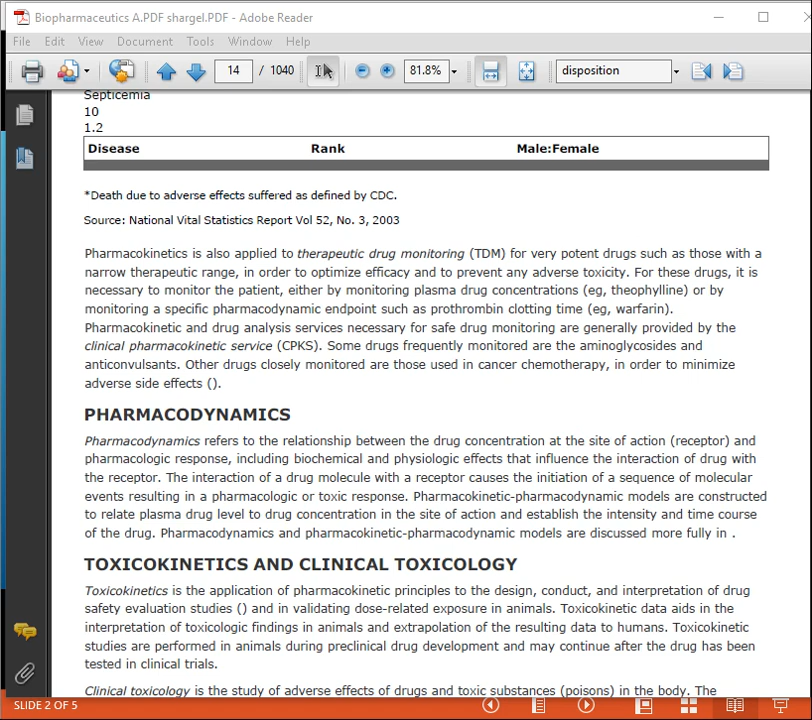 Biopharmaceutics A.PDF shargel.PDF - Adobe Reader
File Edit View Document Tools Window Help
14 / 1040 81.8% disposition
Septicemia
10
1.2
Disease Rank Male:Female
*Death due to adverse effects suffered as defined by CDC.
Source: National Vital Statistics Report Vol 52, No. 3, 2003
Pharmacokinetics is also applied to therapeutic drug monitoring (TDM) for very potent drugs such as those with a
narrow therapeutic range, in order to optimize efficacy and to prevent any adverse toxicity. For these drugs, it is
necessary to monitor the patient, either by monitoring plasma drug concentrations (eg, theophylline) or by
monitoring a specific pharmacodynamic endpoint such as prothrombin clotting time (eg, warfarin).
Pharmacokinetic and drug analysis services necessary for safe drug monitoring are generally provided by the
clinical pharmacokinetic service (CPKS). Some drugs frequently monitored are the aminoglycosides and
anticonvulsants. Other drugs closely monitored are those used in cancer chemotherapy, in order to minimize
adverse side effects ().
PHARMACODYNAMICS
Pharmacodynamics refers to the relationship between the drug concentration at the site of action (receptor) and
pharmacologic response, including biochemical and physiologic effects that influence the interaction of drug with
the receptor. The interaction of a drug molecule with a receptor causes the initiation of a sequence of molecular
events resulting in a pharmacologic or toxic response. Pharmacokinetic-pharmacodynamic models are constructed
to relate plasma drug level to drug concentration in the site of action and establish the intensity and time course
of the drug. Pharmacodynamics and pharmacokinetic-pharmacodynamic models are discussed more fully in .
TOXICOKINETICS AND CLINICAL TOXICOLOGY
Toxicokinetics is the application of pharmacokinetic principles to the design, conduct, and interpretation of drug
safety evaluation studies () and in validating dose-related exposure in animals. Toxicokinetic data aids in the
interpretation of toxicologic findings in animals and extrapolation of the resulting data to humans. Toxicokinetic
studies are performed in animals during preclinical drug development and may continue after the drug has been
tested in clinical trials.
Clinical toxicology is the study of adverse effects of drugs and toxic substances (poisons) in the body. The
SLIDE 2 OF 5